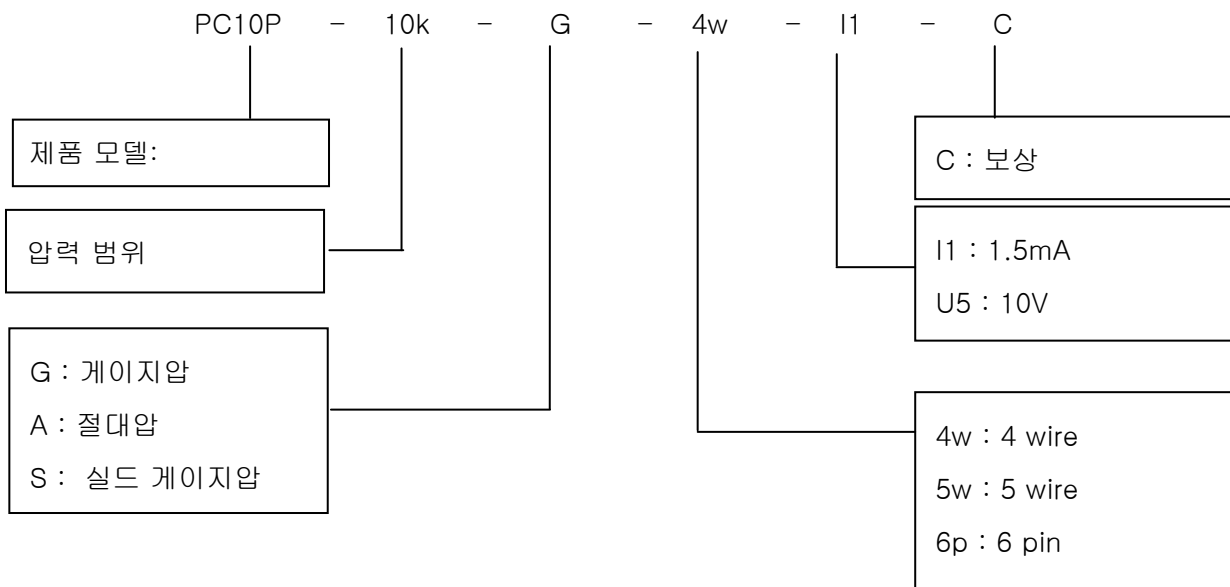 PC10P - 10k - G - 4w - I1 - C
제품 모델:
압력 범위
G : 게이지압
A : 절대압
S : 실드 게이지압
C : 보상
I1 : 1.5mA
U5 : 10V
4w : 4 wire
5w : 5 wire
6p : 6 pin